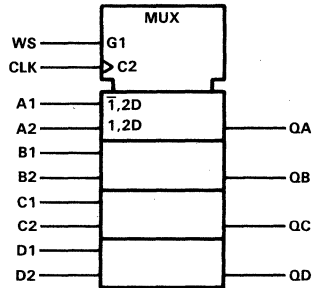 MUX
WS G1
CLK C2
A1 1̅,2D
A2 1,2D QA
B1
B2 QB
C1
C2 QC
D1
D2 QD